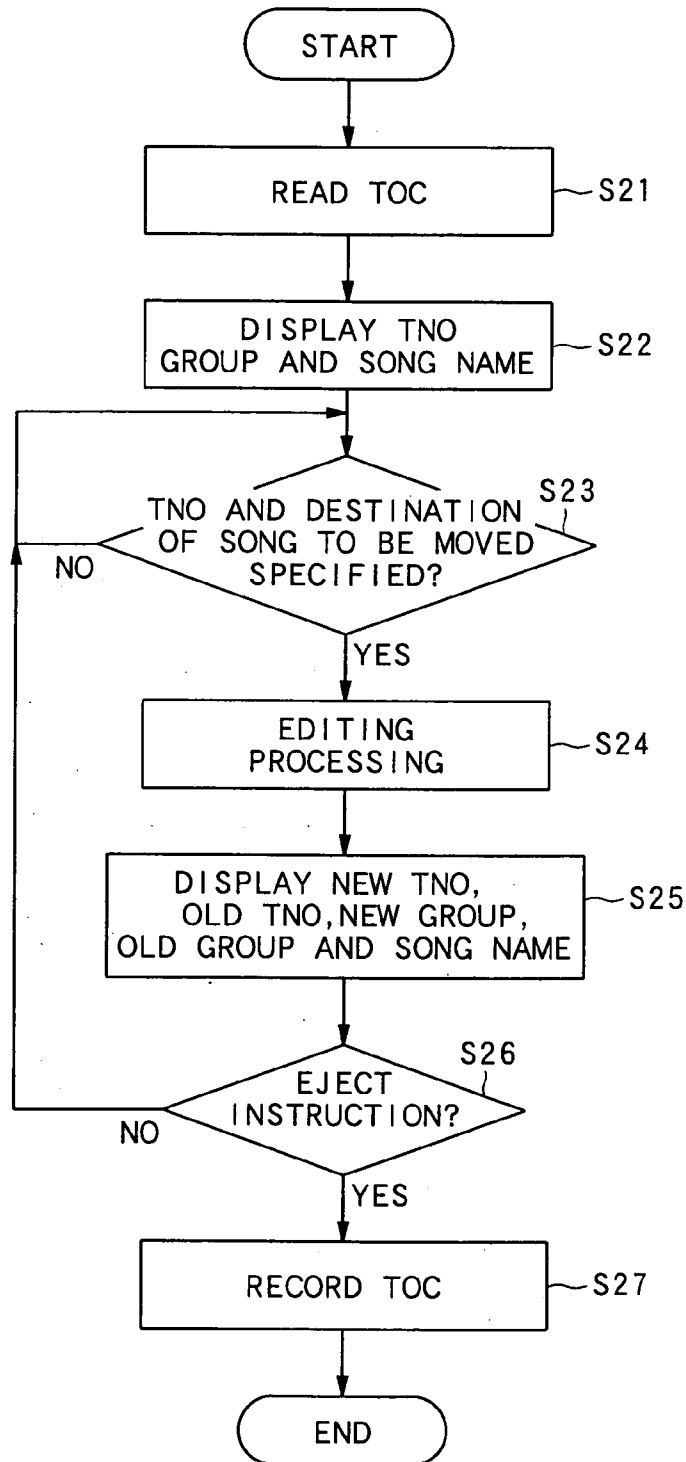 START
READ TOC
S21
DISPLAY TNO
GROUP AND SONG NAME
S22
TNO AND DESTINATION
OF SONG TO BE MOVED
SPECIFIED?
S23
NO
YES
EDITING
PROCESSING
S24
DISPLAY NEW TNO,
OLD TNO, NEW GROUP,
OLD GROUP AND SONG NAME
S25
EJECT
INSTRUCTION?
S26
NO
YES
RECORD TOC
S27
END